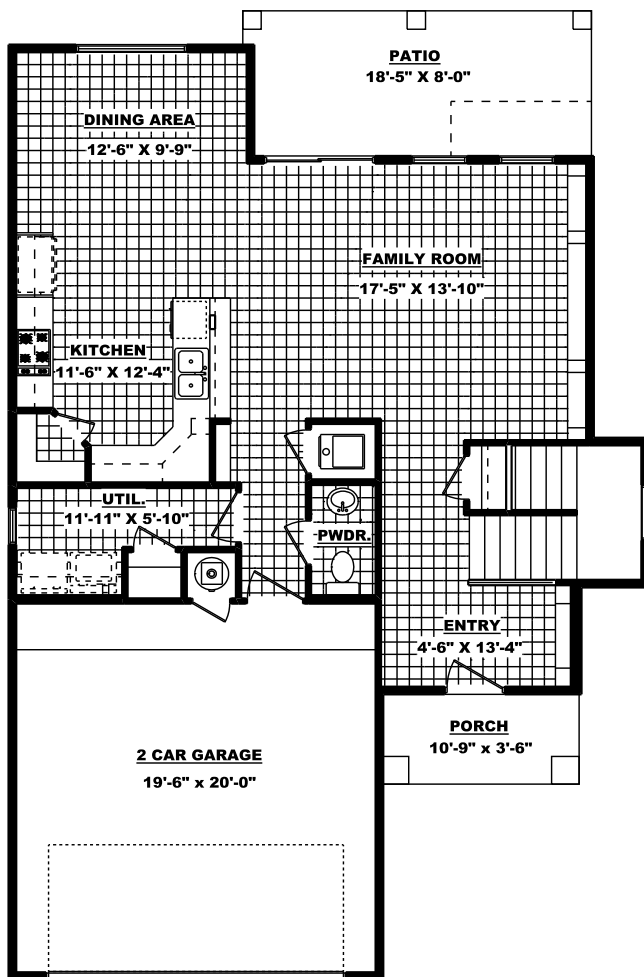 PATIO
18'-5" X 8'-0"
DINING AREA
12'-6" X 9'-9"
FAMILY ROOM
17'-5" X 13'-10"
KITCHEN
11'-6" X 12'-4"
UTIL.
11'-11" X 5'-10"
PWDR.
ENTRY
4'-6" X 13'-4"
PORCH
10'-9" x 3'-6"
2 CAR GARAGE
19'-6" x 20'-0"